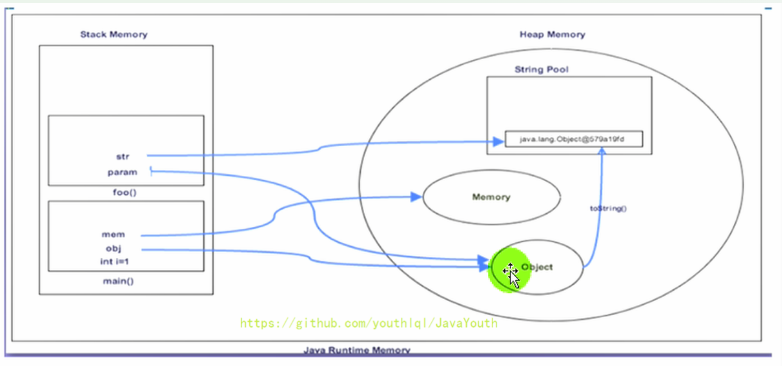 Stack Memory
Heap Memory
String Pool
java.lang.Object@579a19fd
str
param
foo()
Memory
toString()
mem
obj
int i=1
main()
Object
https://github.com/youthlql/JavaYouth
Java Runtime Memory